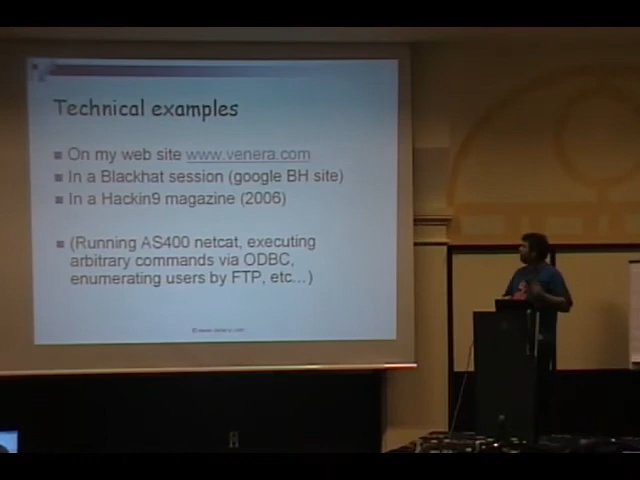 Technical examples
On my web site www.venera.com
In a Blackhat session (google BH site)
In a Hackin9 magazine (2006)
(Running AS400 netcat, executing
arbitrary commands via ODBC,
enumerating users by FTP, etc...)